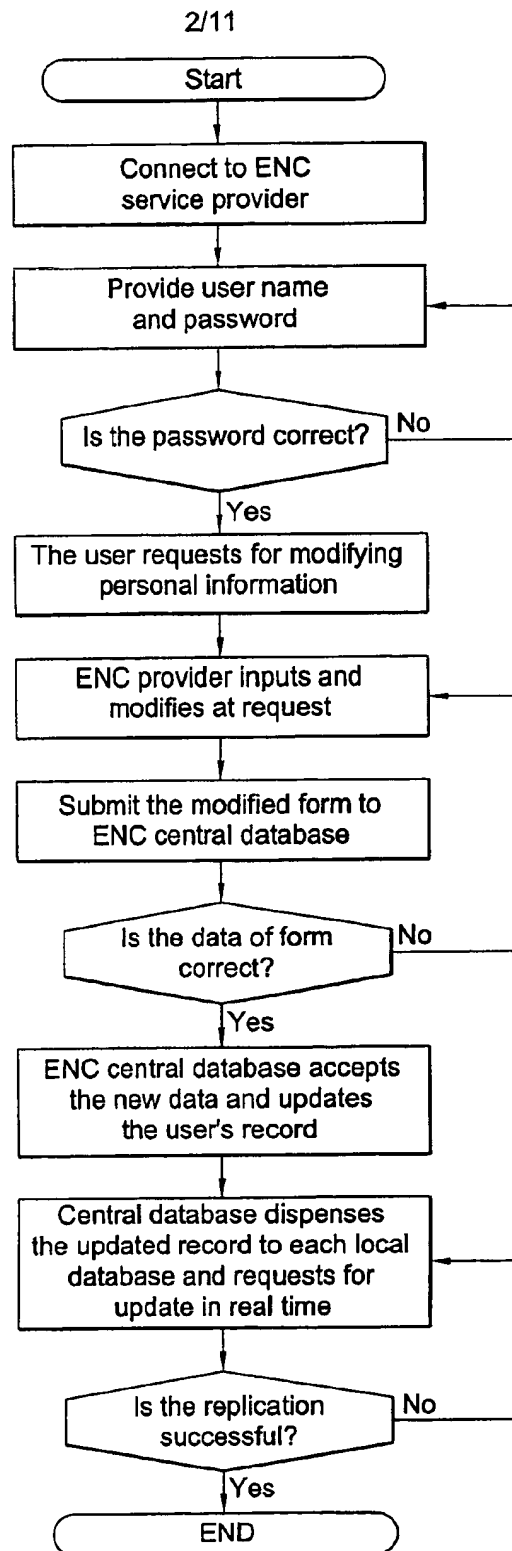 2/11
Start
Connect to ENC
service provider
Provide user name
and password
Is the password correct?
No
Yes
The user requests for modifying
personal information
ENC provider inputs and
modifies at request
Submit the modified form to
ENC central database
Is the data of form
correct?
No
Yes
ENC central database accepts
the new data and updates
the user's record
Central database dispenses
the updated record to each local
database and requests for
update in real time
Is the replication
successful?
No
Yes
END